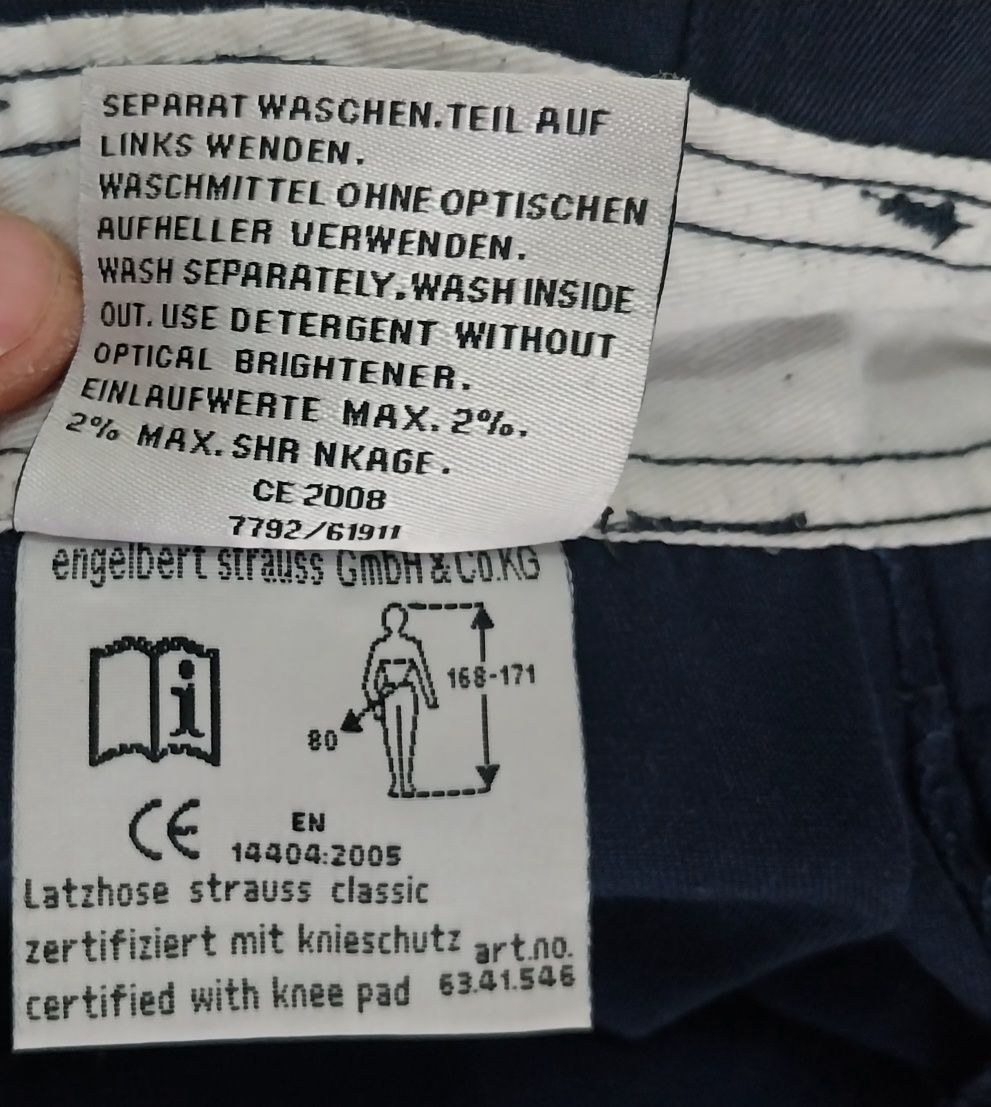 SEPARAT WASCHEN.TEIL AUF
LINKS WENDEN.
WASCHMITTEL OHNE OPTISCHEN
AUFHELLER VERWENDEN.
WASH SEPARATELY.WASH INSIDE
OUT. USE DETERGENT WITHOUT
OPTICAL BRIGHTENER.
EINLAUFWERTE MAX. 2%.
2% MAX. SHR NKAGE.
CE 2008
7792/61911
engelbert strauss GmbH & Co.KG
i
168-171
80
CE
EN
14404:2005
Latzhose strauss classic
zertifiziert mit knieschutz
certified with knee pad
art.no.
63.41.546